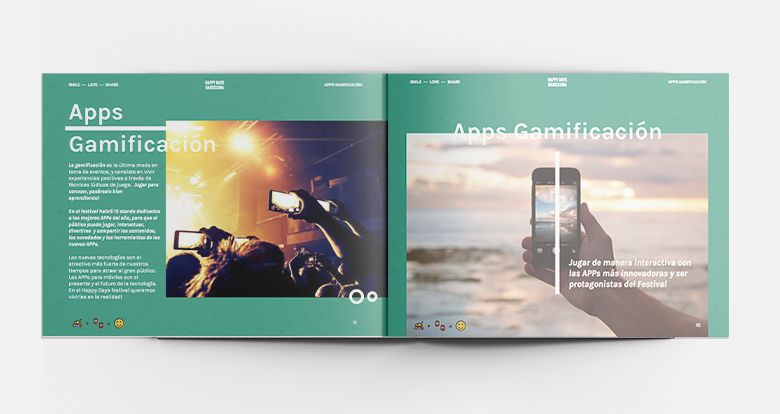 SMILE — LOVE — SHARE
HAPPY DAYS
BARCELONA
APPS GAMIFICACIÓN
Apps
Gamificación
La gamificación es la última moda en
tema de eventos, y consiste en vivir
experiencias positivas a través de
técnicas lúdicas de juego. Jugar para
conocer, pasárselo bien
aprendiendo!
En el festival habrá 18 stands dedicados
a las mejores APPs del año, para que el
público pueda jugar, interactuar,
divertirse y compartir los contenidos,
las novedades y las herramientas de las
nuevas APPs.
Las nuevas tecnologías son el
atractivo más fuerte de nuestros
tiempos para atraer al gran público.
Las APPs para móviles son el
presente y el futuro de la tecnología.
En el Happy Days festival queremos
vivirlas en la realidad!
SMILE — LOVE — SHARE
HAPPY DAYS
BARCELONA
APPS GAMIFICACIÓN
Apps Gamificación
Jugar de manera interactiva con
las APPs más innovadoras y ser
protagonistas del Festival
10